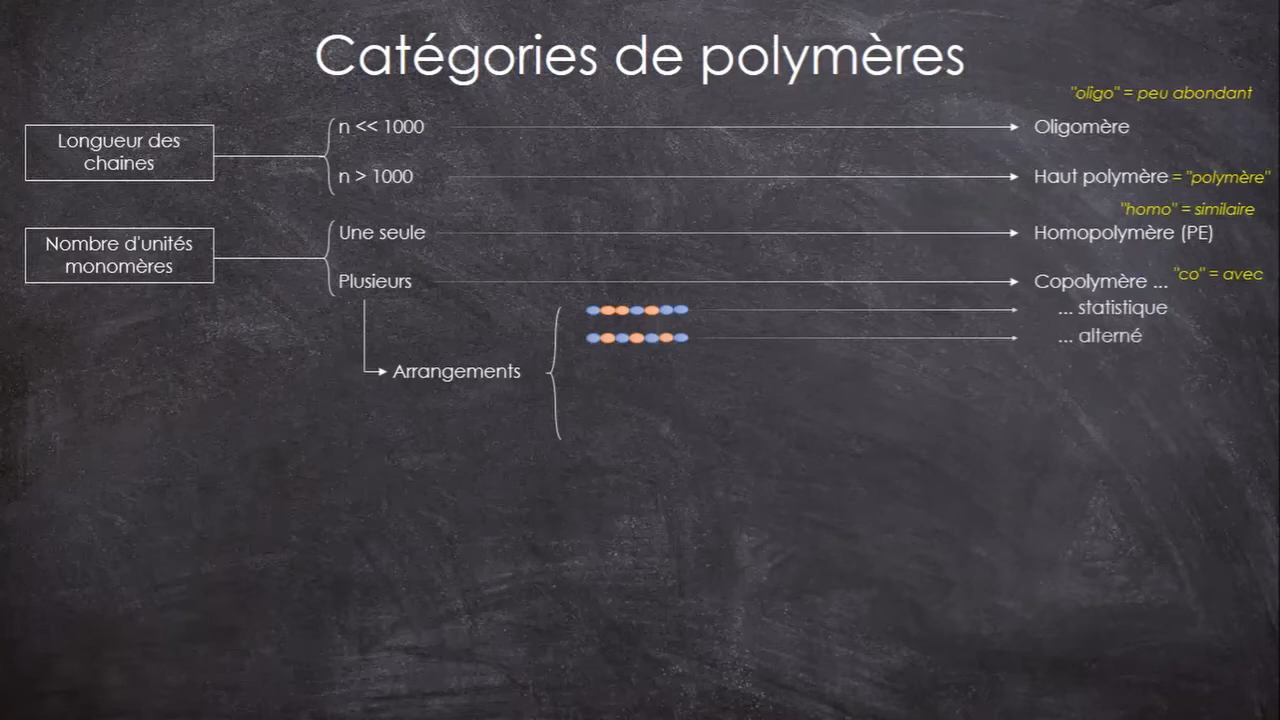 Catégories de polymères
"oligo" = peu abondant
Longueur des
chaines
n << 1000
Oligomère
n > 1000
Haut polymère = "polymère"
"homo" = similaire
Nombre d'unités
monomères
Une seule
Homopolymère (PE)
Plusieurs
Copolymère ... "co" = avec
... statistique
... alterné
Arrangements